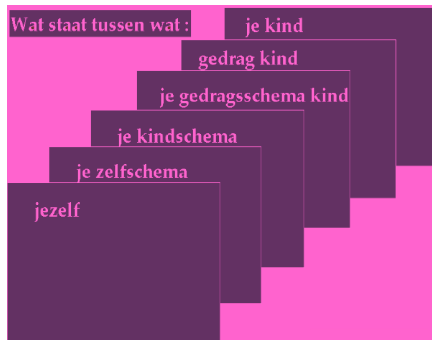 Wat staat tussen wat :
je kind
gedrag kind
je gedragsschema kind
je kindschema
je zelfschema
jezelf